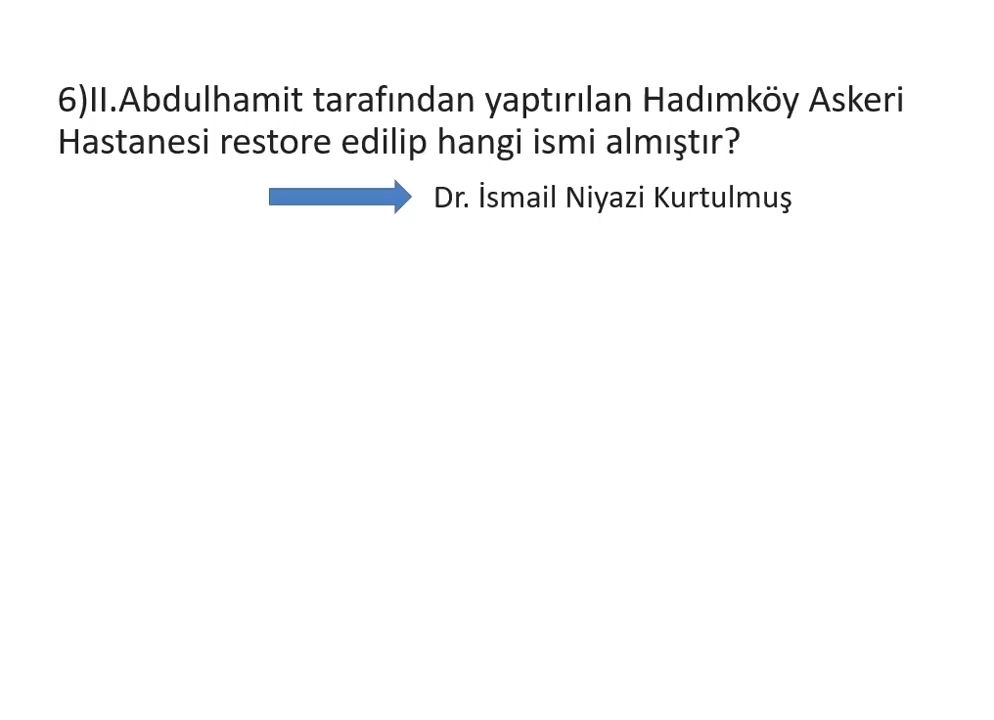 6)II.Abdulhamit tarafından yaptırılan Hadımköy Askeri
Hastanesi restore edilip hangi ismi almıştır?
Dr. İsmail Niyazi Kurtulmuş